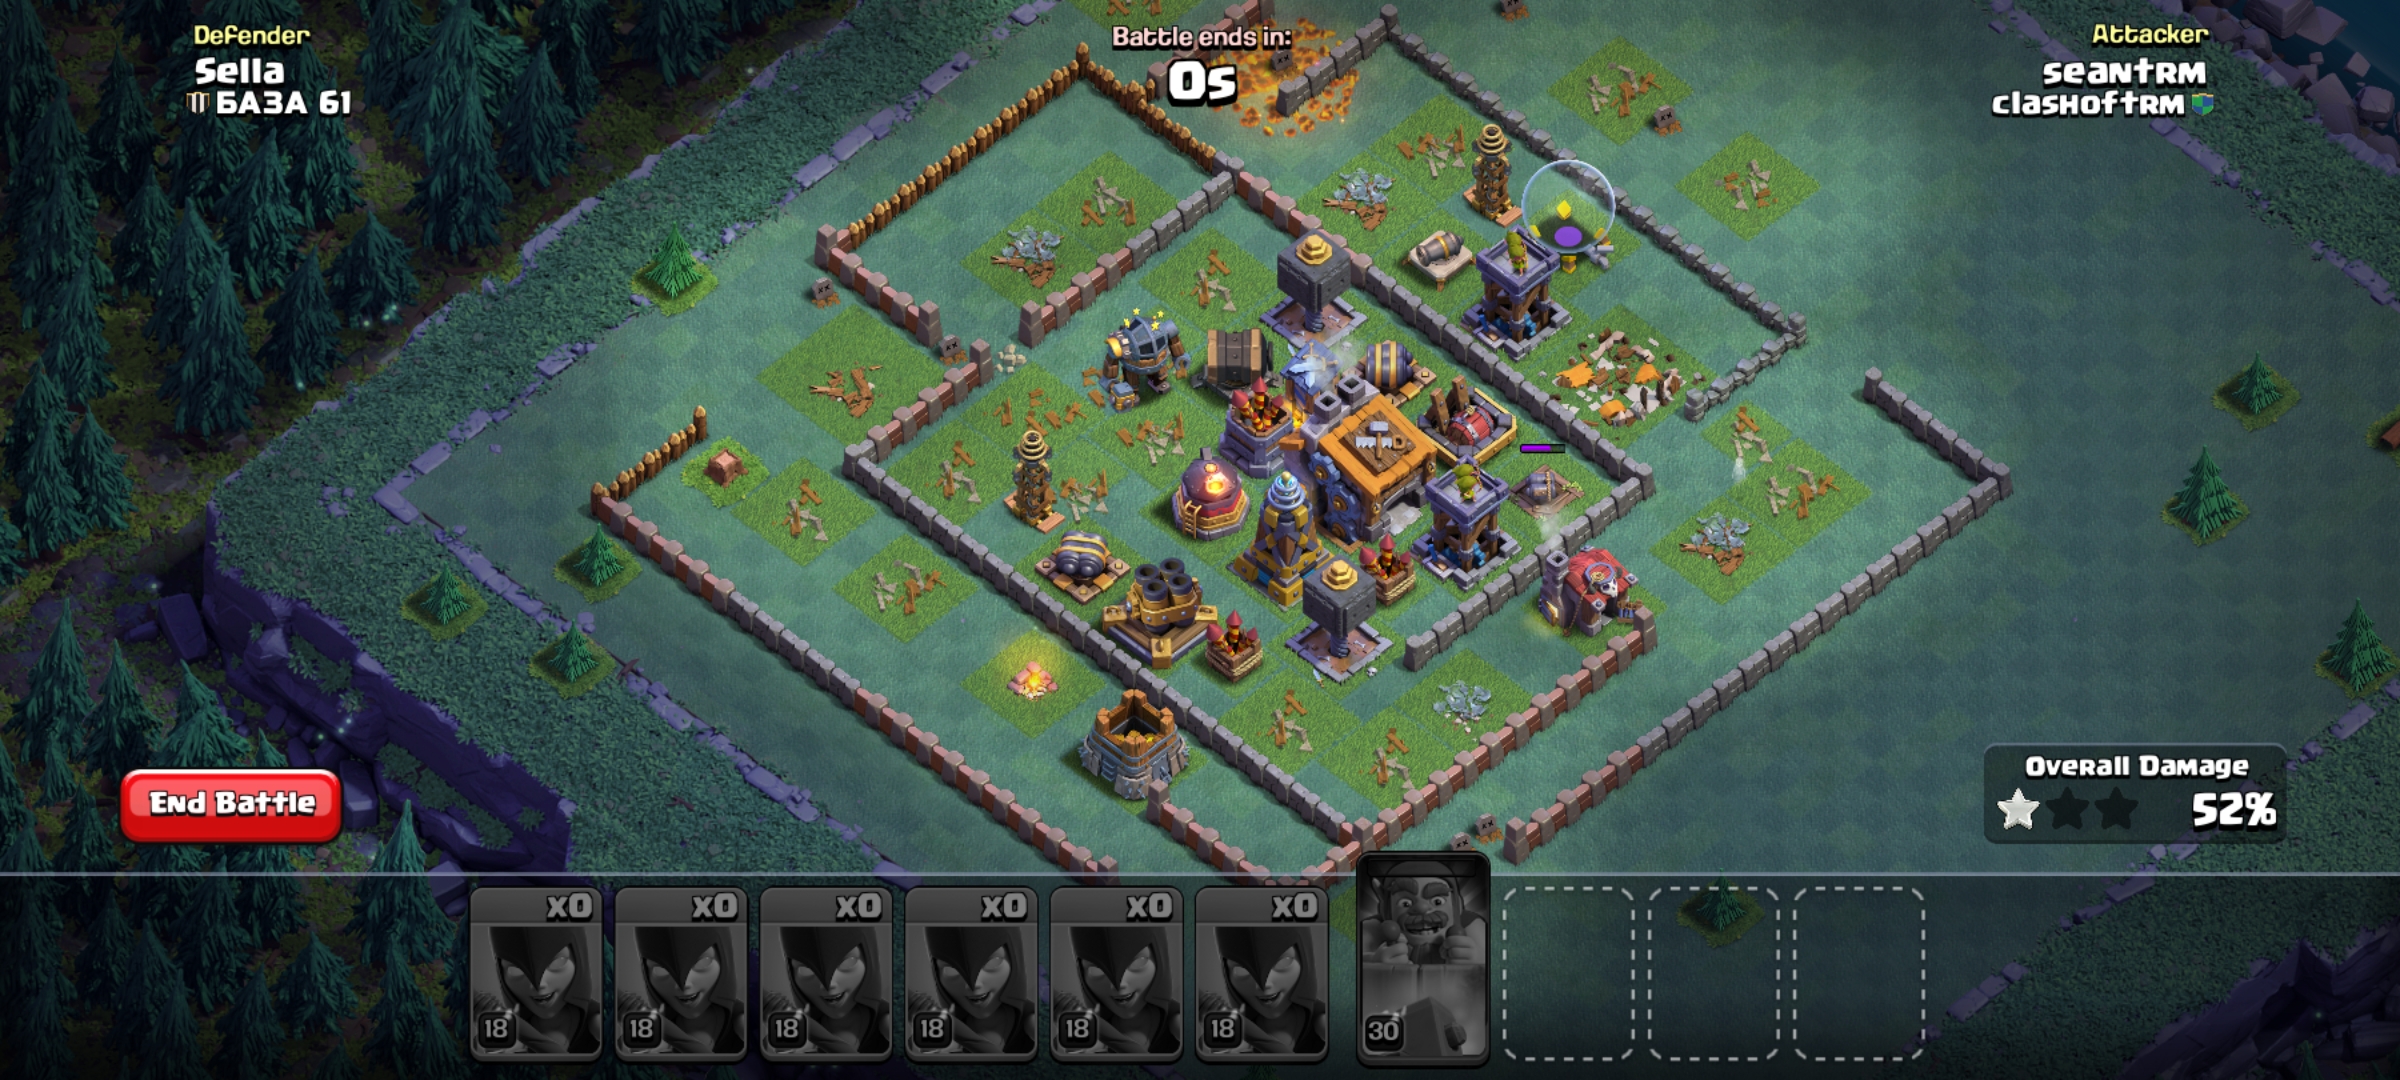 Defender
Sella
БАЗА 61
Battle ends in:
0s
Attacker
seantRM
clashoftRM
End Battle
Overall Damage
52%
x0
x0
x0
x0
x0
x0
18
18
18
18
18
18
30